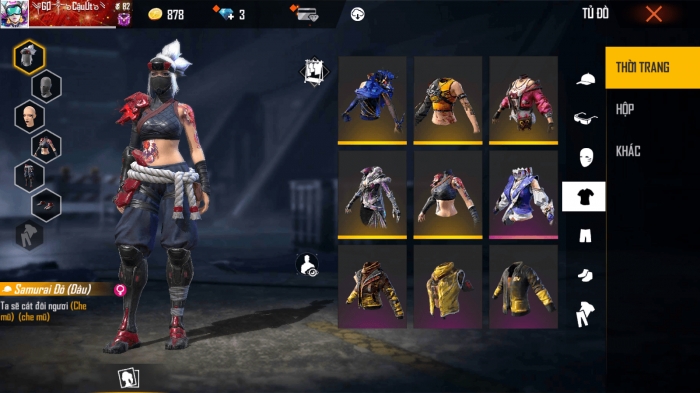 GD CậuÚt
82
878
3
TỦ ĐỒ
THỜI TRANG
HỘP
KHÁC
Samurai Đỏ (Đầu)
Ta sẽ cắt đôi ngươi (Che
mũ) (che mũ)